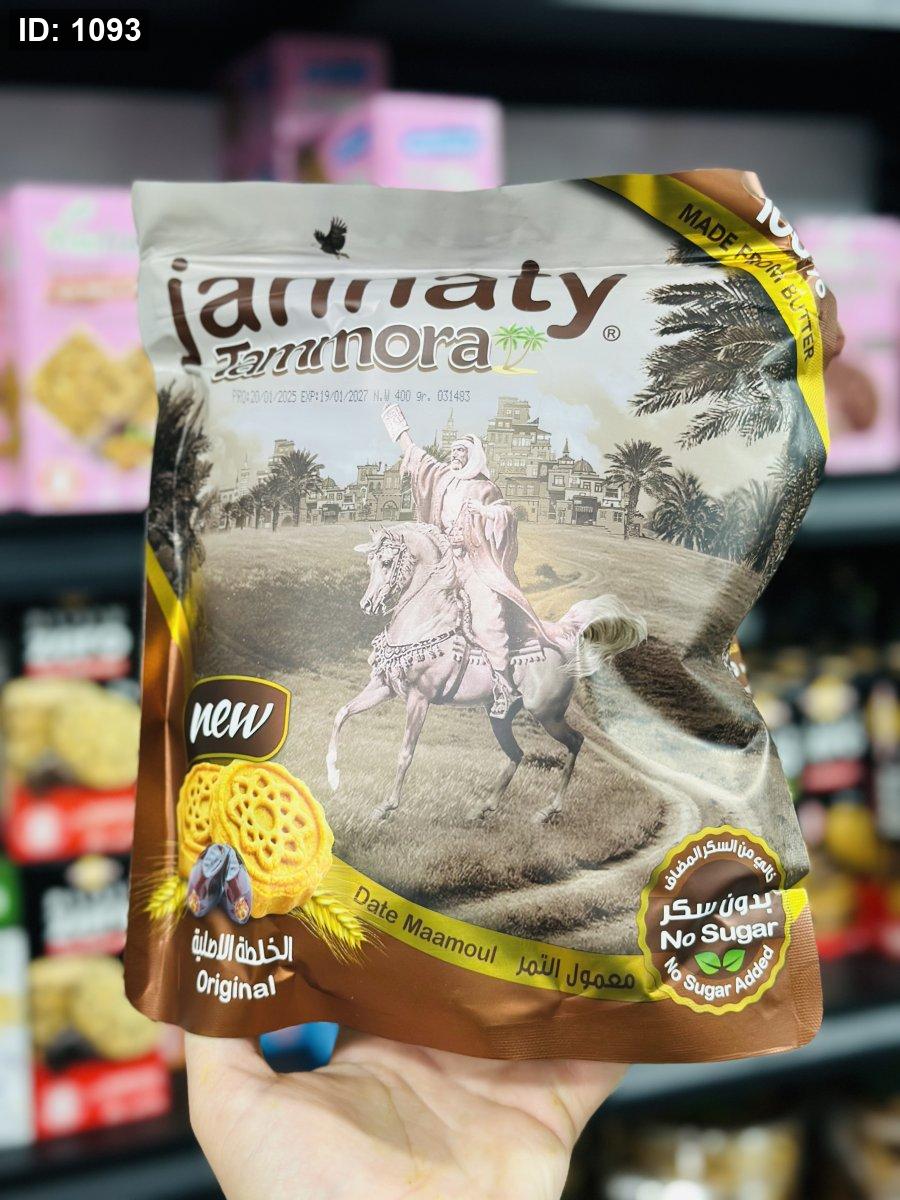 ID: 1093
100%
MADE FROM BUTTER
jannaty
Tammora
®
PRO:20/01/2025 EXP:19/01/2027 N.W 400 gr. 031483
new
الخلطة الاصلية
Original
Date Maamoul معمول التمر
خالي من السكر المضاف
بدون سكر
No Sugar
No Sugar Added